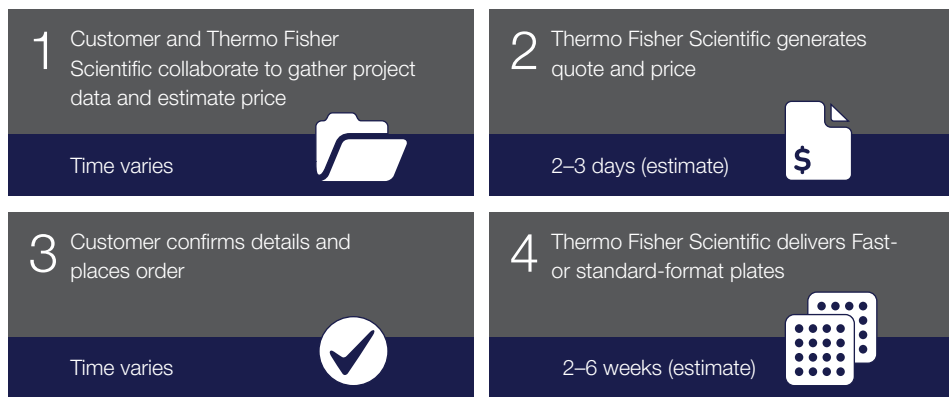 1
Customer and Thermo Fisher
Scientific collaborate to gather project
data and estimate price
Time varies
2
Thermo Fisher Scientific generates
quote and price
$
2–3 days (estimate)
3
Customer confirms details and
places order
Time varies
4
Thermo Fisher Scientific delivers Fast-
or standard-format plates
2–6 weeks (estimate)